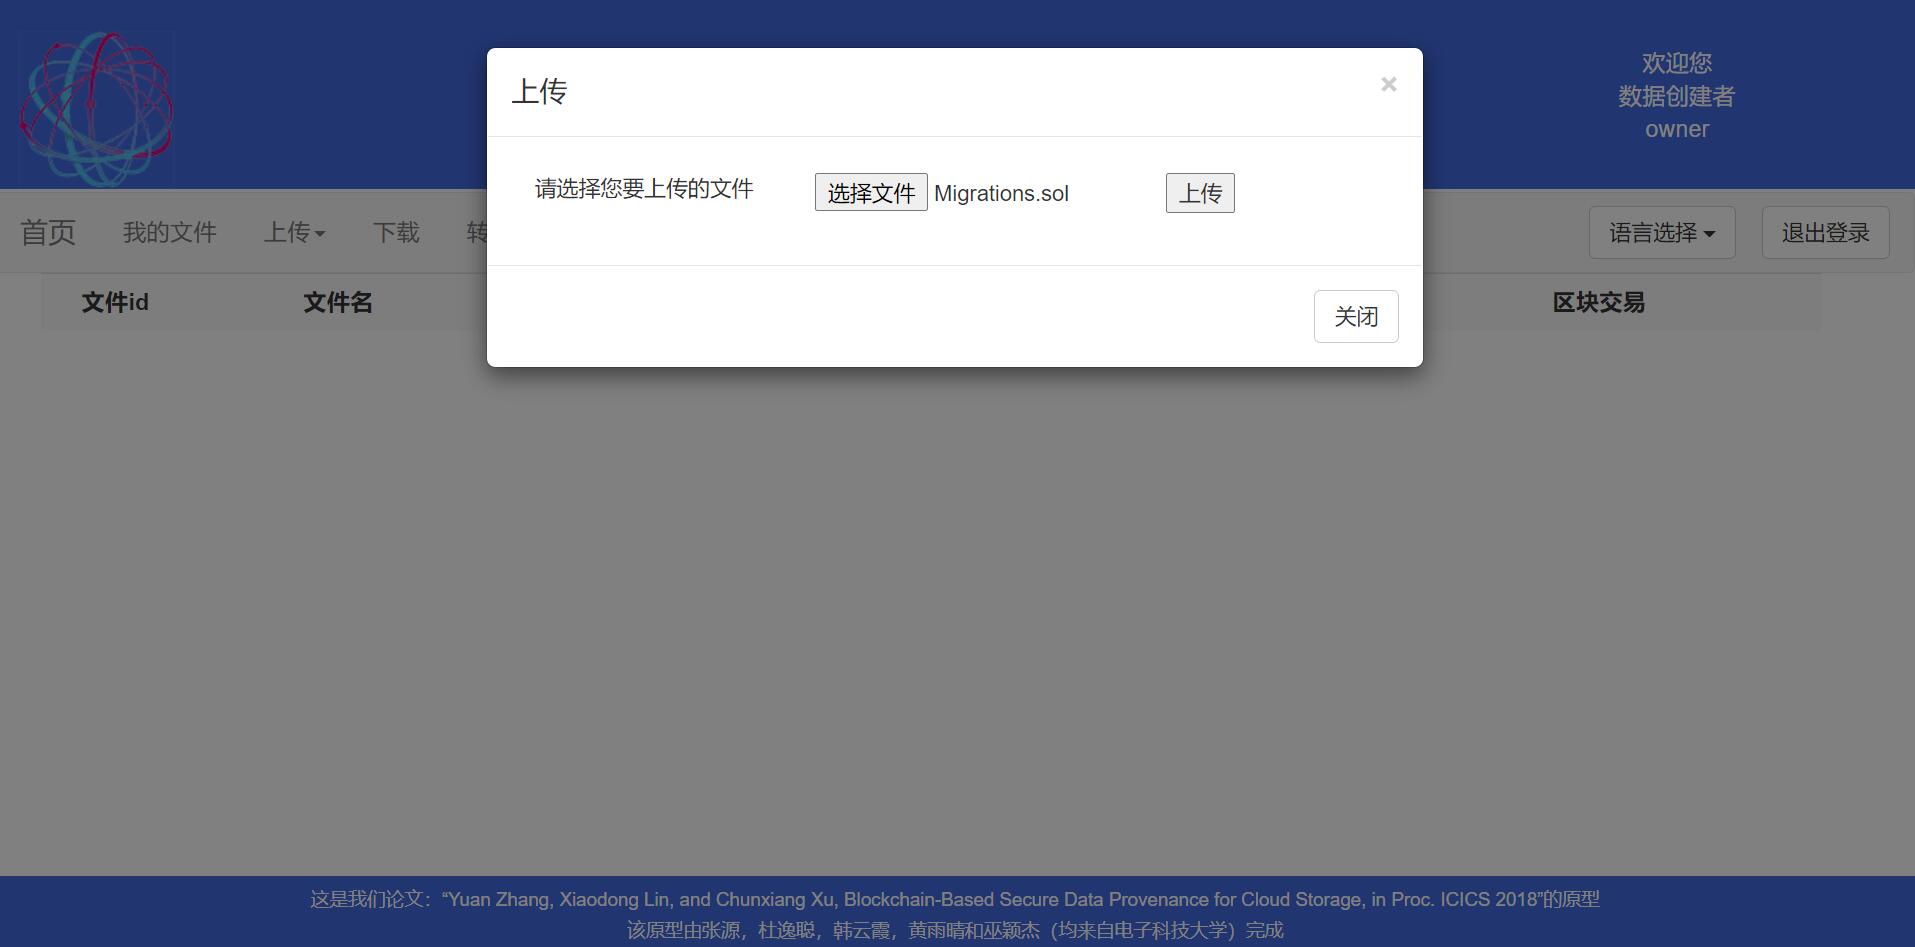 欢迎您
数据创建者
owner
上传
×
请选择您要上传的文件 选择文件 Migrations.sol 上传
关闭
首页 我的文件 上传 下载 转
语言选择 退出登录
文件id 文件名 区块交易
这是我们论文：“Yuan Zhang, Xiaodong Lin, and Chunxiang Xu, Blockchain-Based Secure Data Provenance for Cloud Storage, in Proc. ICICS 2018”的原型
该原型由张源，杜逸聪，韩云霞，黄雨晴和巫颖杰（均来自电子科技大学）完成